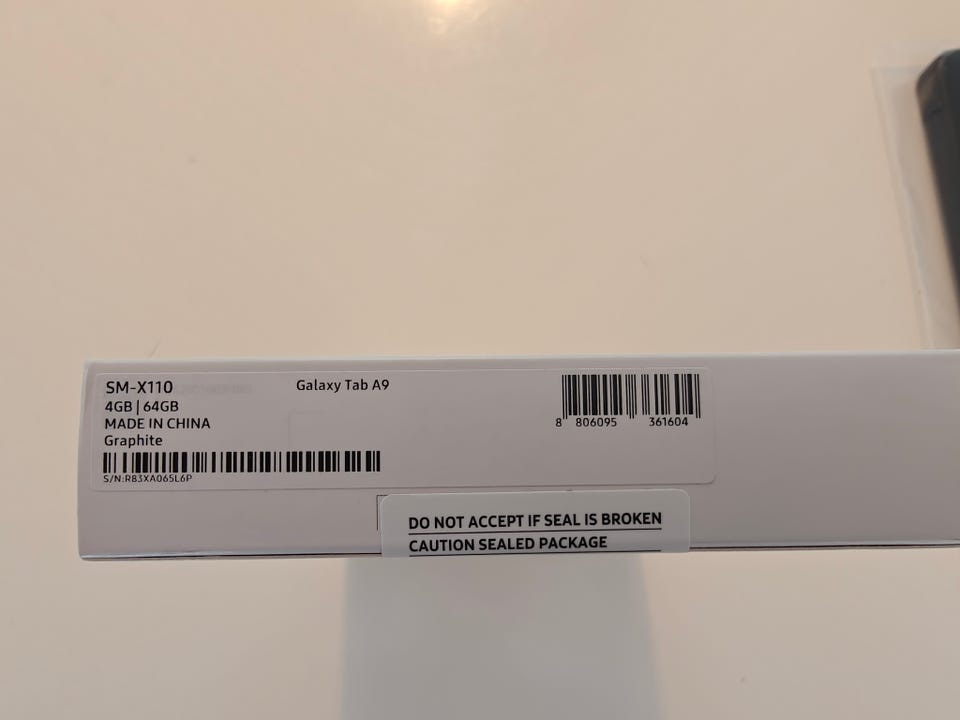 SM-X110
Galaxy Tab A9
4GB | 64GB
MADE IN CHINA
Graphite
S/N:R83XA065L6P
8 806095 361604
DO NOT ACCEPT IF SEAL IS BROKEN
CAUTION SEALED PACKAGE